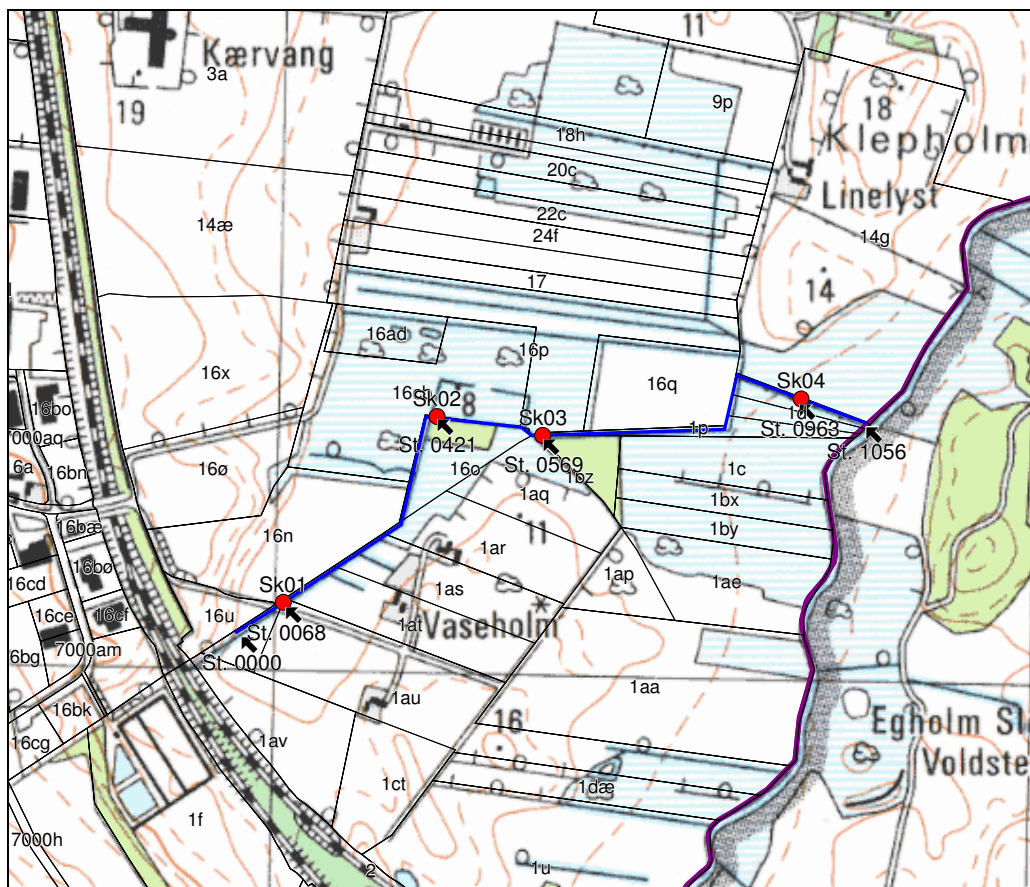 11
Kærvang
3a
9p
19
18
18h
Klepholm
20c
Linelyst
22c
14æ
24f
14g
17
14
16ad
16p
16x
16q
Sk04
Sk02
8
16bo
Sk03
1p
St. 0963
000aq
St. 0421
St. 1056
6a
16bn
16ø
16o
St. 0569
1bz
1c
1aq
1bx
16bæ
16n
11
1by
1ar
16bø
16cd
1ap
1ae
Sk01
1as
16ce
16cf
16u
1at
Vaseholm
St. 0068
7000am
6bg
St. 0000
1aa
1au
16bk
16
Egholm Sl
16cg
1av
Voldste
1ct
1dæ
1f
7000h
2
1u